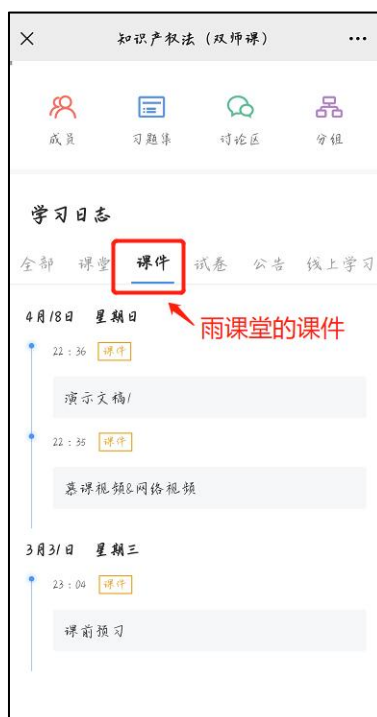 知识产权法（双师课）
成员 习题集 讨论区 分组
学习日志
全部 课堂 课件 试卷 公告 线上学习
4月18日 星期日
雨课堂的课件
22：36 课件
演示文稿1
22：35 课件
慕课视频&网络视频
3月31日 星期三
23：04 课件
课前预习